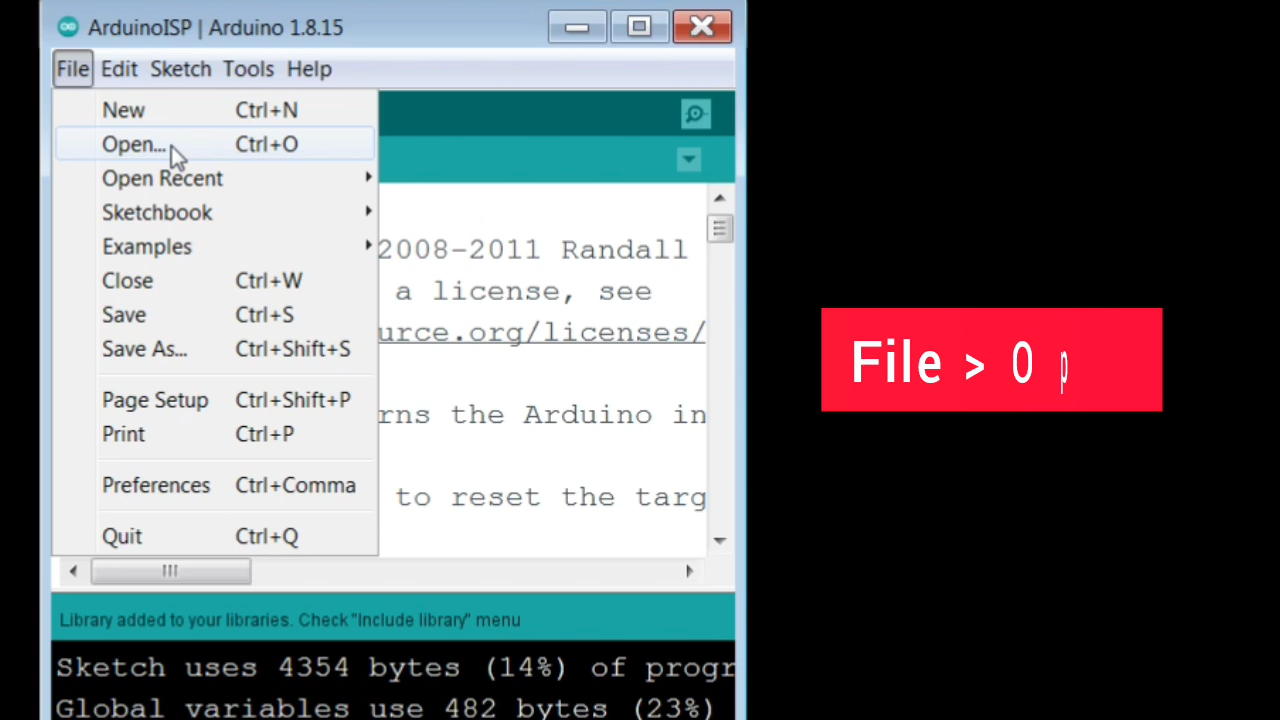 ArduinoISP | Arduino 1.8.15
File Edit Sketch Tools Help
New Ctrl+N
Open... Ctrl+O
Open Recent
Sketchbook
Examples
Close Ctrl+W
Save Ctrl+S
Save As... Ctrl+Shift+S
Page Setup Ctrl+Shift+P
Print Ctrl+P
Preferences Ctrl+Comma
Quit Ctrl+Q
2008-2011 Randall
a license, see
urce.org/licenses/
rns the Arduino in
to reset the targ
File > Op
Library added to your libraries. Check "Include library" menu
Sketch uses 4354 bytes (14%) of progr
Global variables use 482 bytes (23%)